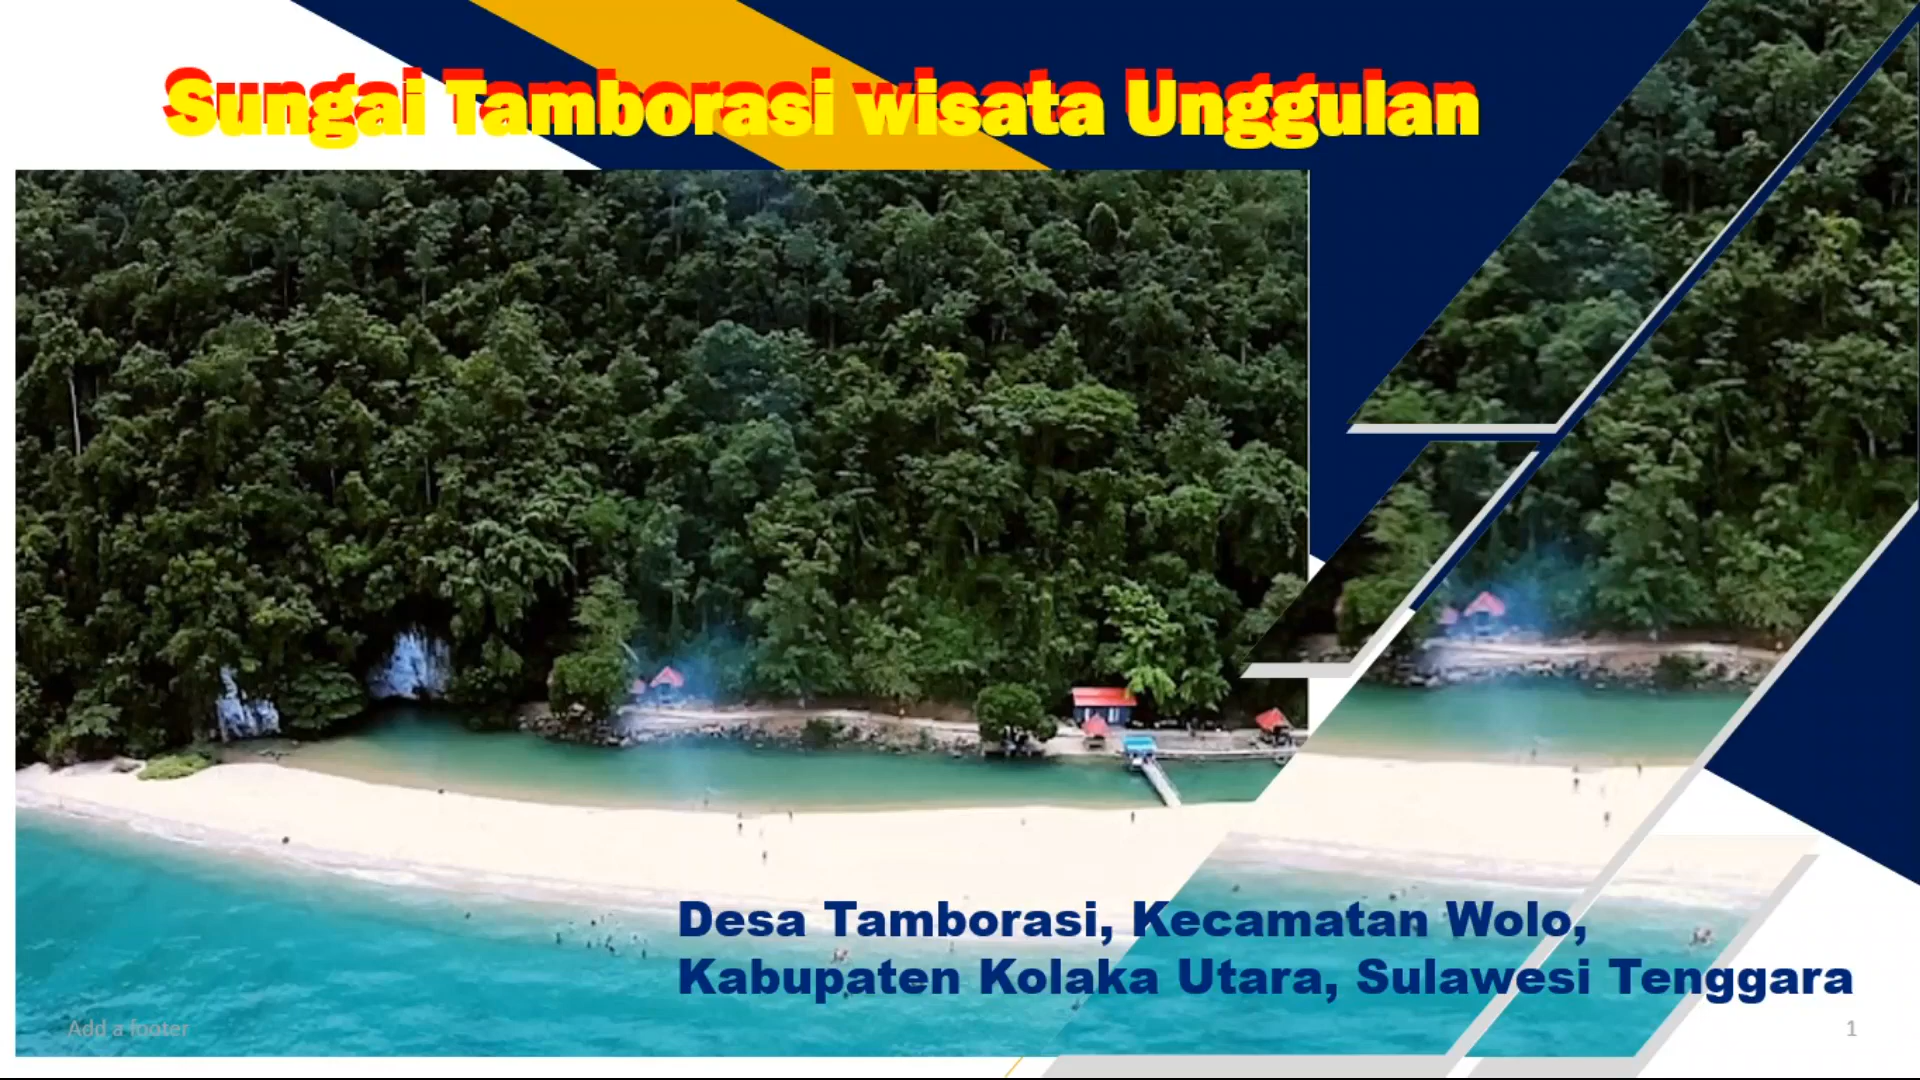 Sungai Tamborasi wisata Unggulan
Desa Tamborasi, Kecamatan Wolo,
Kabupaten Kolaka Utara, Sulawesi Tenggara
Add a footer
1